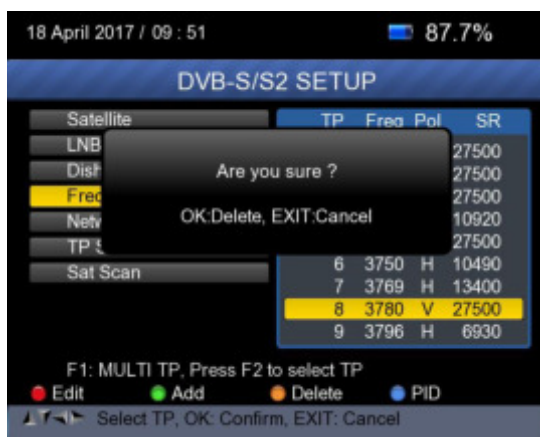 18 April 2017 / 09 : 51 87.7%
DVB-S/S2 SETUP
Satellite
LNB
Dish
Freq
Netw
TP S
Sat Scan
TP Freq Pol SR
27500
27500
27500
10920
27500
6 3750 H 10490
7 3769 H 13400
8 3780 V 27500
9 3796 H 6930
Are you sure ?
OK:Delete, EXIT:Cancel
F1: MULTI TP, Press F2 to select TP
Edit Add Delete PID
Select TP, OK: Confirm, EXIT: Cancel